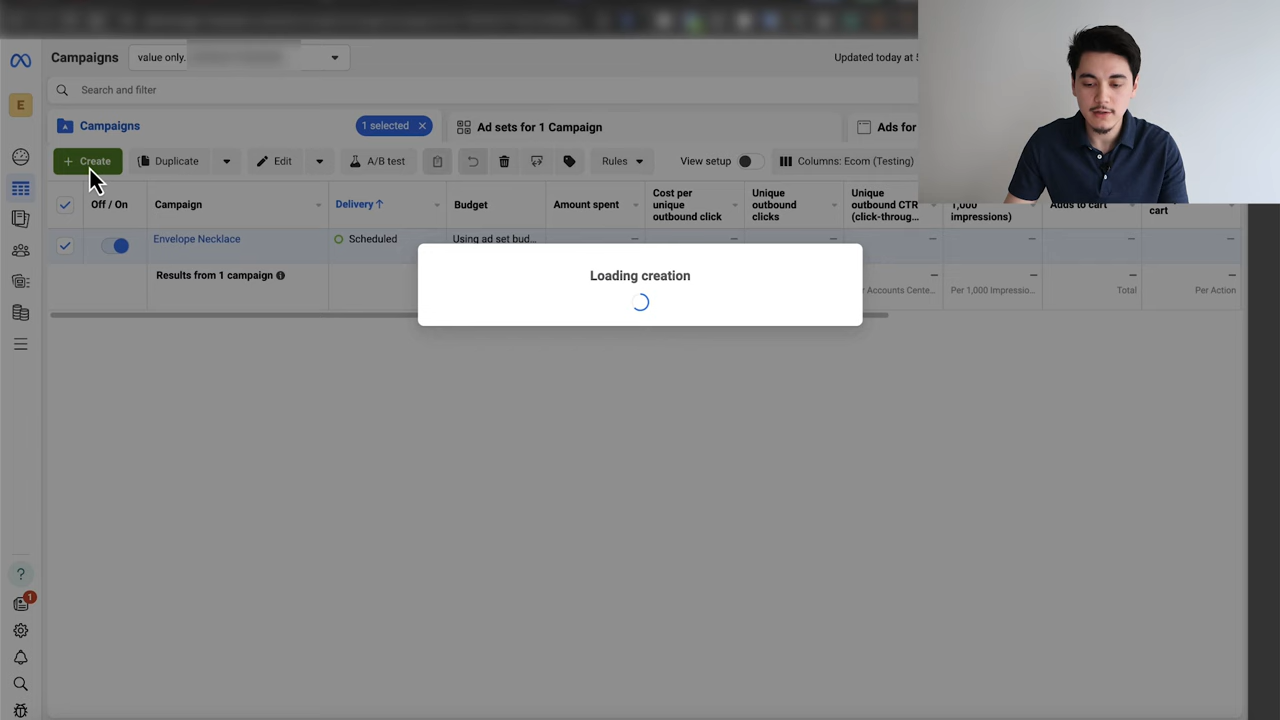 Campaigns
value only.
Updated today at 5
Search and filter
E
Campaigns
1 selected
Ad sets for 1 Campaign
Ads for
+ Create
Duplicate
Edit
A/B test
Rules
View setup
Columns: Ecom (Testing)
Off / On
Campaign
Delivery ↑
Budget
Amount spent
Cost per
unique
outbound click
Unique
outbound
clicks
Unique
outbound CTR
(click-throug...
1,000
impressions)
Adds to cart
cart
Envelope Necklace
Scheduled
Using ad set bud...
—
—
—
—
—
—
—
Results from 1 campaign
—
—
—
—
r Accounts Cente...
Per 1,000 Impressio...
Total
Per Action
Loading creation
?
1